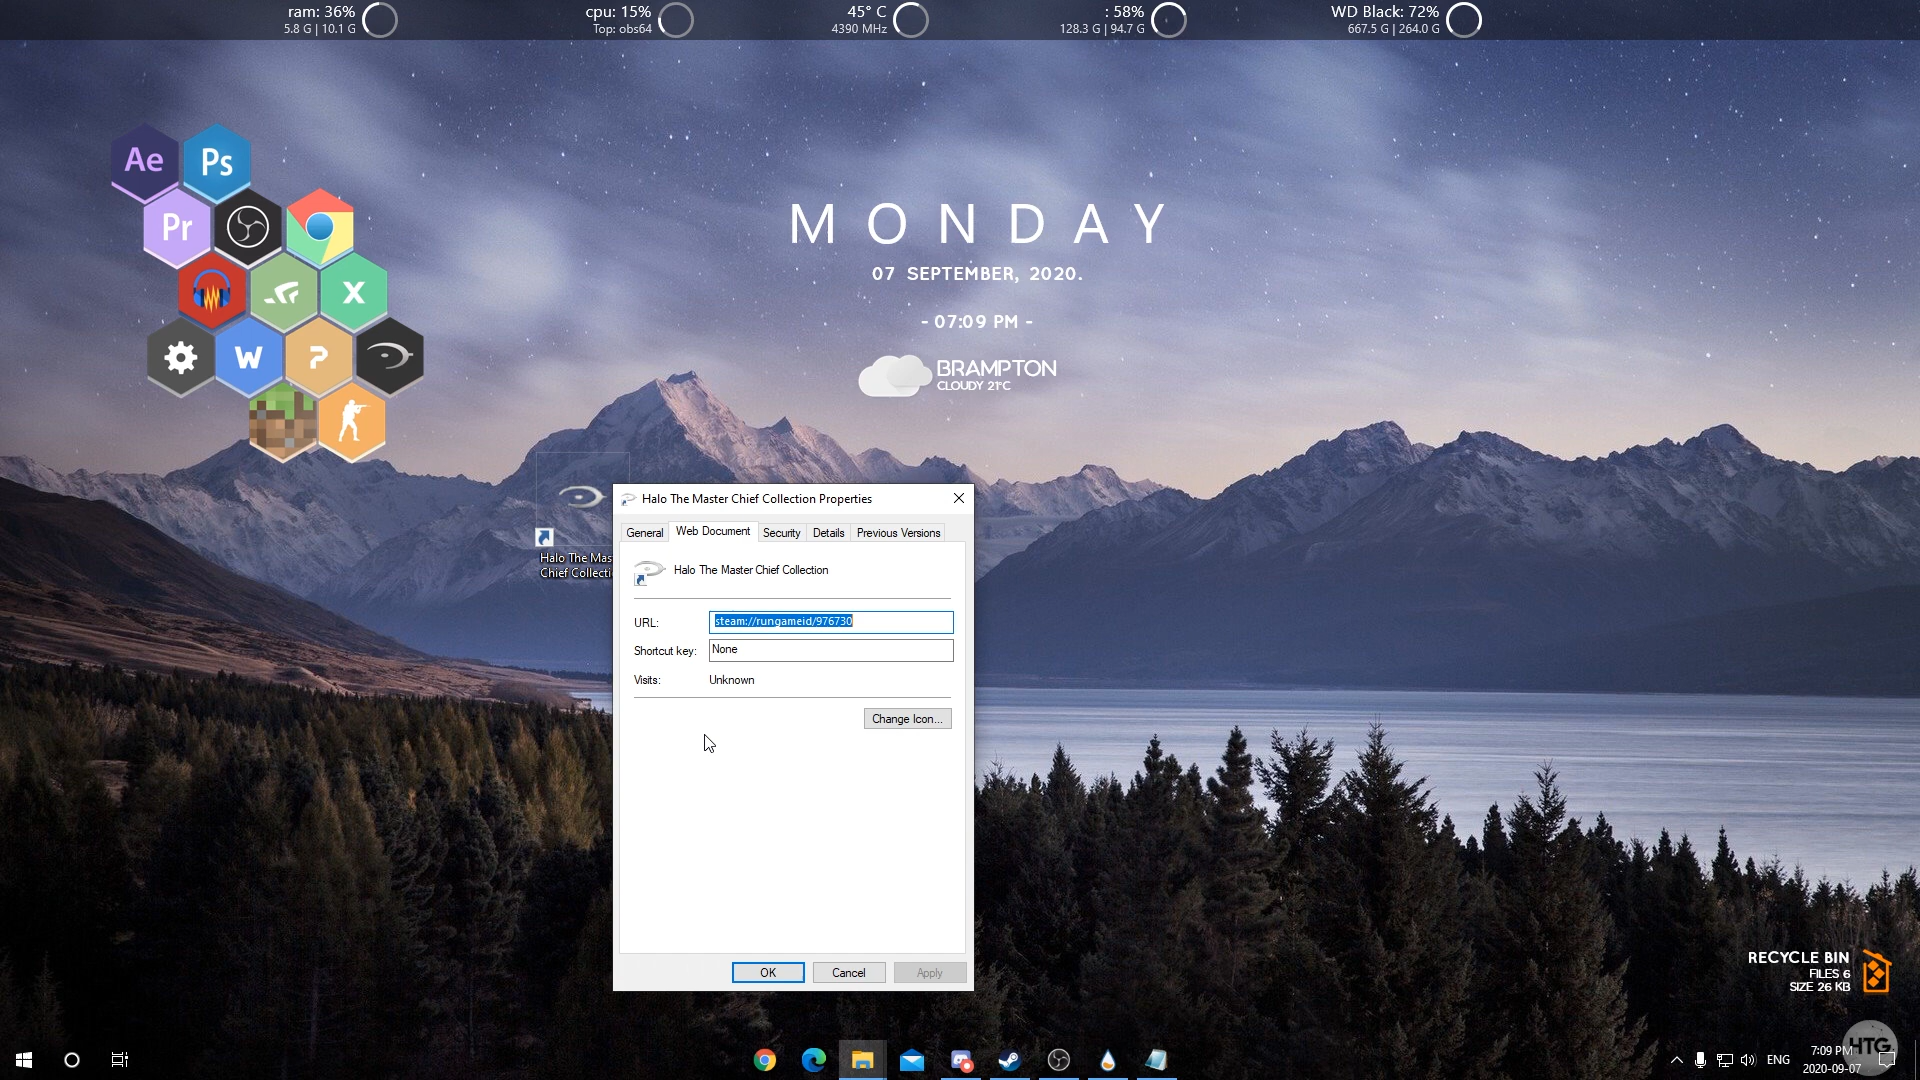 ram: 36%
5.8 G | 10.1 G
cpu: 15%
Top: obs64
45° C
4390 MHz
: 58%
128.3 G | 94.7 G
WD Black: 72%
667.5 G | 264.0 G
Ae
Ps
Pr
X
W
P
MONDAY
07 SEPTEMBER, 2020.
- 07:09 PM -
BRAMPTON
CLOUDY 21°C
Halo The Mas
Chief Collecti
Halo The Master Chief Collection Properties
General
Web Document
Security
Details
Previous Versions
Halo The Master Chief Collection
URL:
steam://rungameid/976730
Shortcut key:
None
Visits:
Unknown
Change Icon...
OK
Cancel
Apply
RECYCLE BIN
FILES 6
SIZE 26 KB
ENG
7:09 PM
2020-09-07
HTG